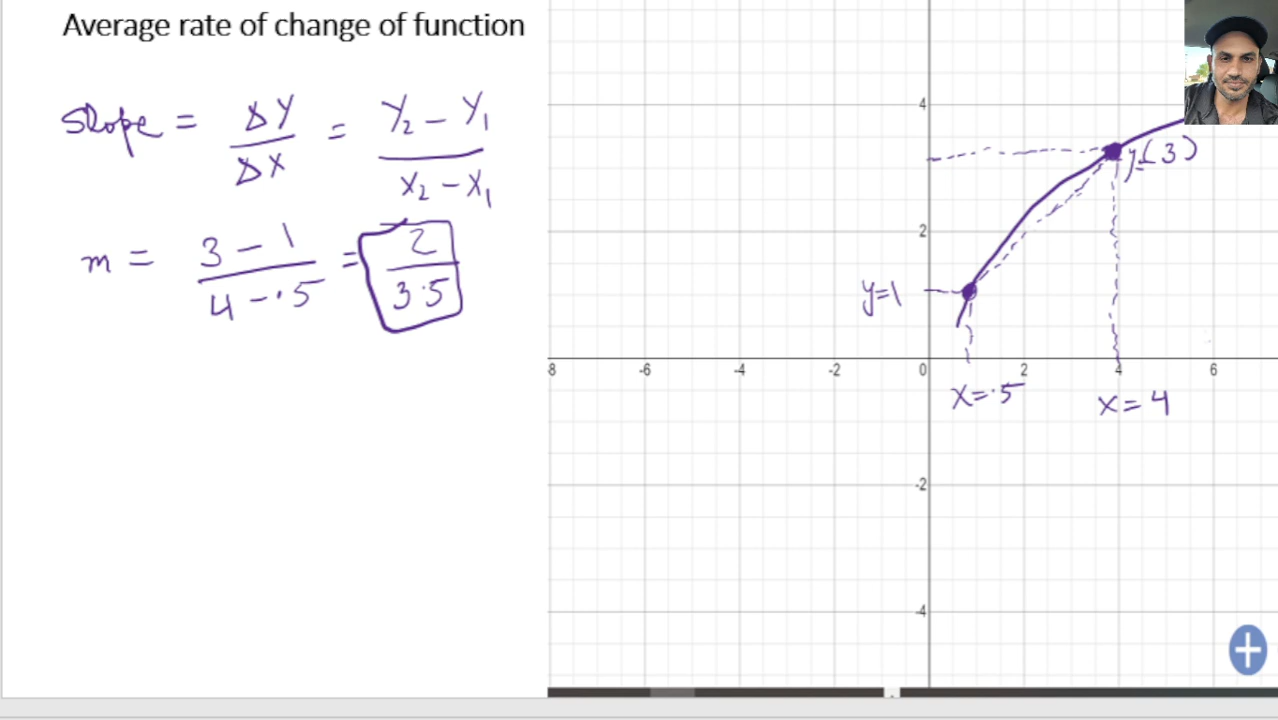 Average rate of change of function
Slope = ΔY / ΔX = Y₂ - Y₁ / X₂ - X₁
m = 3 - 1 / 4 - .5 = 2 / 3.5
4
y(3)
2
y=1
-8 -6 -4 -2 0 2 4 6
x=.5 x=4
-2
-4